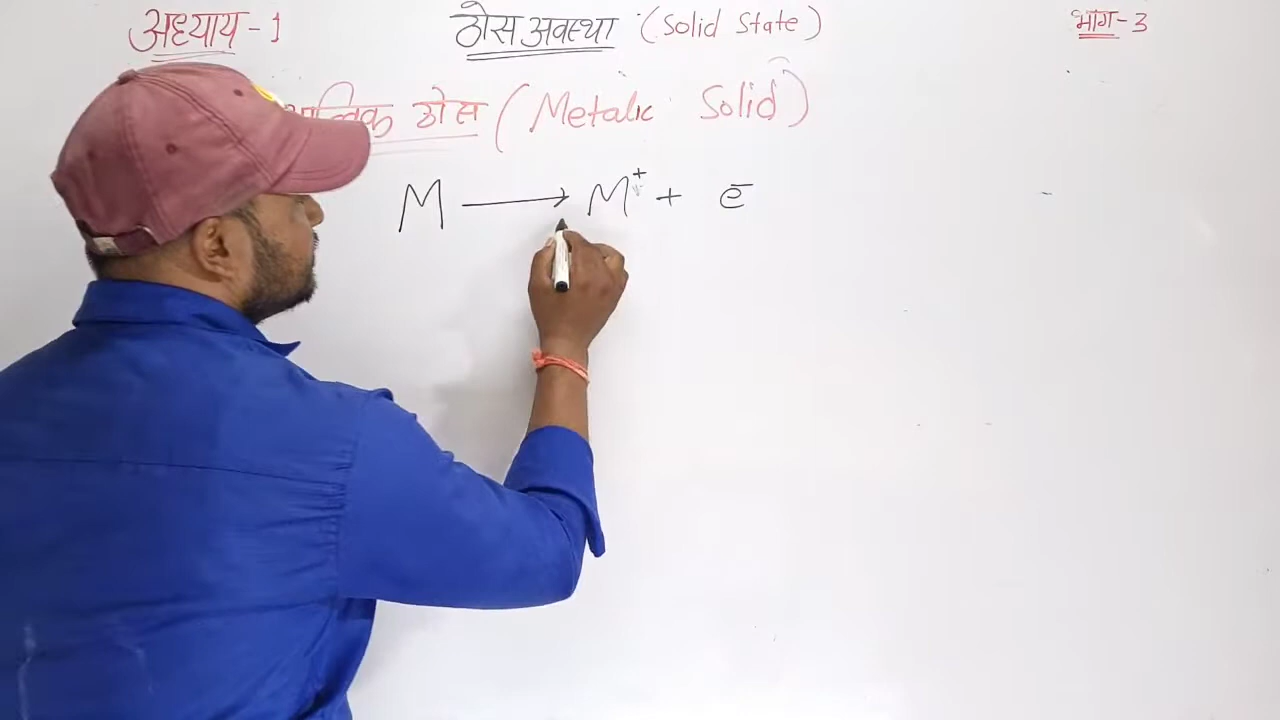 अध्याय-1 ठोस अवस्था (Solid State) भाग-3
ठोस (Metalic Solid)
M ⟶ M⁺ + e̅